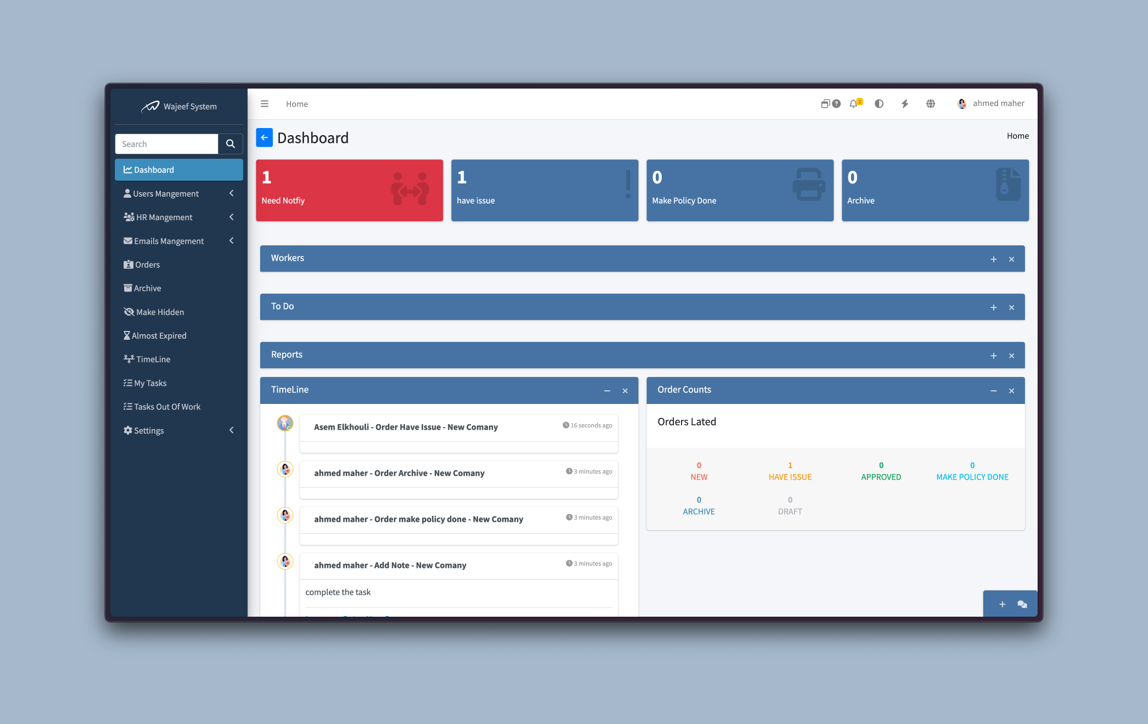 Wajeef System
Home
1
ahmed maher
Search
Dashboard
Users Mangement
HR Mangement
Emails Mangement
Orders
Archive
Make Hidden
Almost Expired
TimeLine
My Tasks
Tasks Out Of Work
Settings
Dashboard
Home
1
Need Notfiy
1
have issue
0
Make Policy Done
0
Archive
Workers
To Do
Reports
TimeLine
Asem Elkhouli - Order Have Issue - New Comany
16 seconds ago
ahmed maher - Order Archive - New Comany
3 minutes ago
ahmed maher - Order make policy done - New Comany
3 minutes ago
ahmed maher - Add Note - New Comany
3 minutes ago
complete the task
Order Counts
Orders Lated
0
NEW
1
HAVE ISSUE
0
APPROVED
0
MAKE POLICY DONE
0
ARCHIVE
0
DRAFT